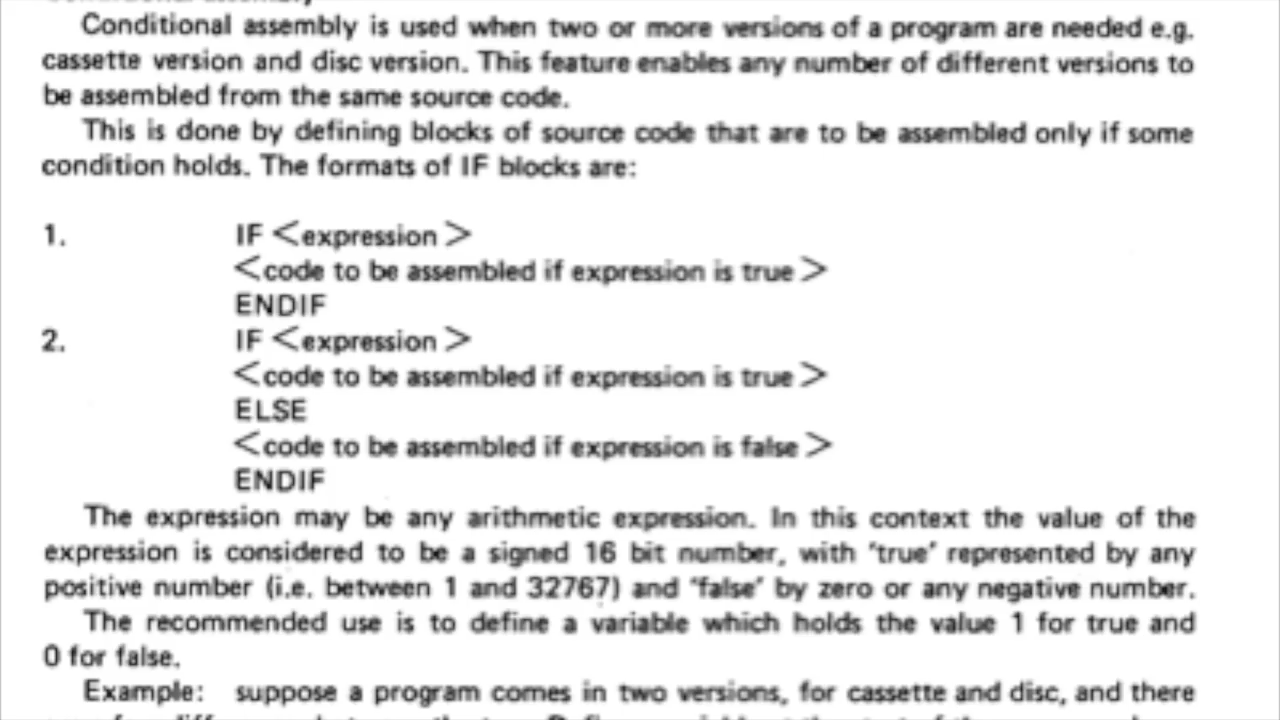 Conditional assembly is used when two or more versions of a program are needed e.g.
cassette version and disc version. This feature enables any number of different versions to
be assembled from the same source code.
This is done by defining blocks of source code that are to be assembled only if some
condition holds. The formats of IF blocks are:
1. IF <expression>
<code to be assembled if expression is true>
ENDIF
2. IF <expression>
<code to be assembled if expression is true>
ELSE
<code to be assembled if expression is false>
ENDIF
The expression may be any arithmetic expression. In this context the value of the
expression is considered to be a signed 16 bit number, with 'true' represented by any
positive number (i.e. between 1 and 32767) and 'false' by zero or any negative number.
The recommended use is to define a variable which holds the value 1 for true and
0 for false.
Example: suppose a program comes in two versions, for cassette and disc, and there